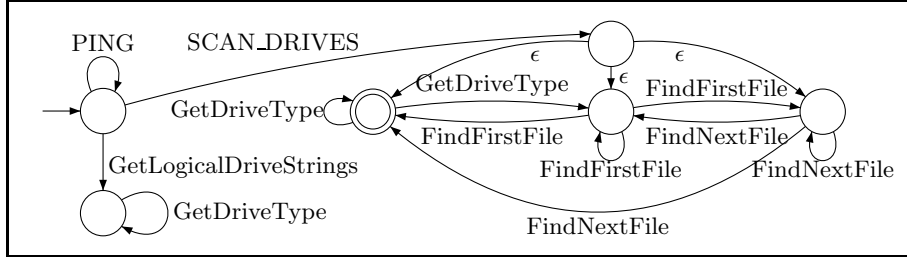 PING
SCAN_DRIVES
ϵ
ϵ
ϵ
GetDriveType
FindFirstFile
GetDriveType
FindFirstFile
FindNextFile
GetLogicalDriveStrings
FindFirstFile
FindNextFile
GetDriveType
FindNextFile